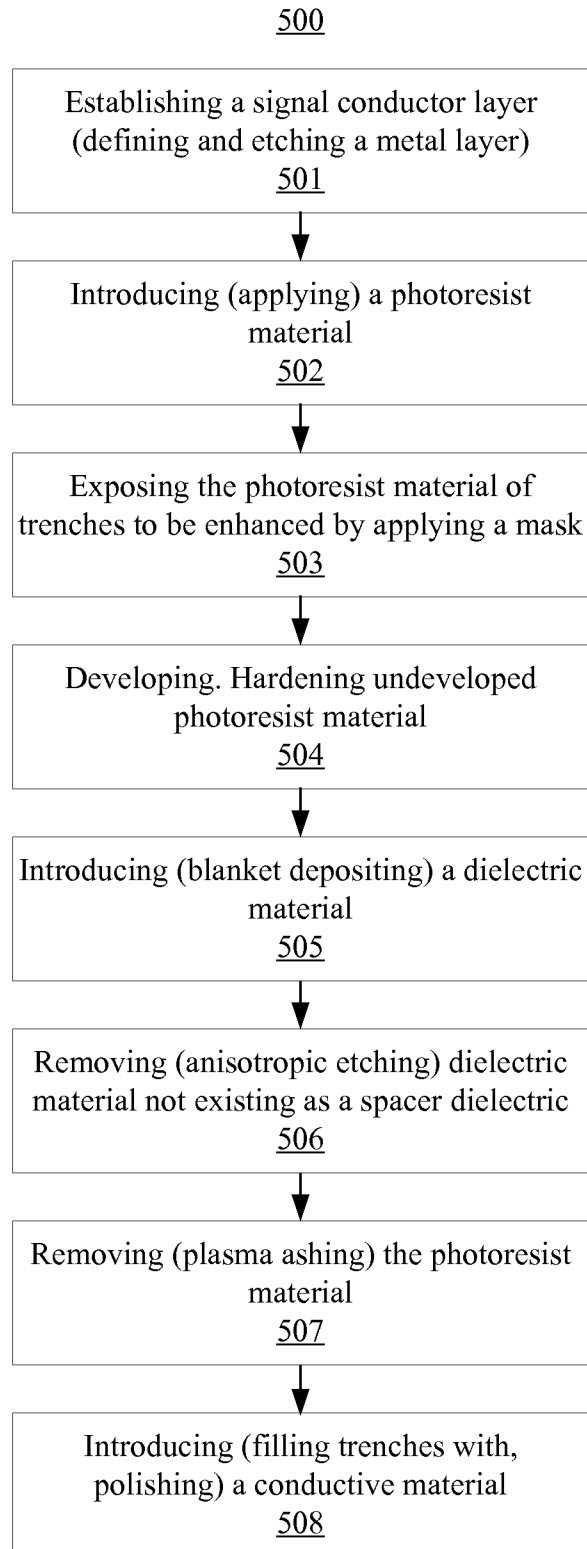 500
Establishing a signal conductor layer
(defining and etching a metal layer)
501
Introducing (applying) a photoresist
material
502
Exposing the photoresist material of
trenches to be enhanced by applying a mask
503
Developing. Hardening undeveloped
photoresist material
504
Introducing (blanket depositing) a dielectric
material
505
Removing (anisotropic etching) dielectric
material not existing as a spacer dielectric
506
Removing (plasma ashing) the photoresist
material
507
Introducing (filling trenches with,
polishing) a conductive material
508